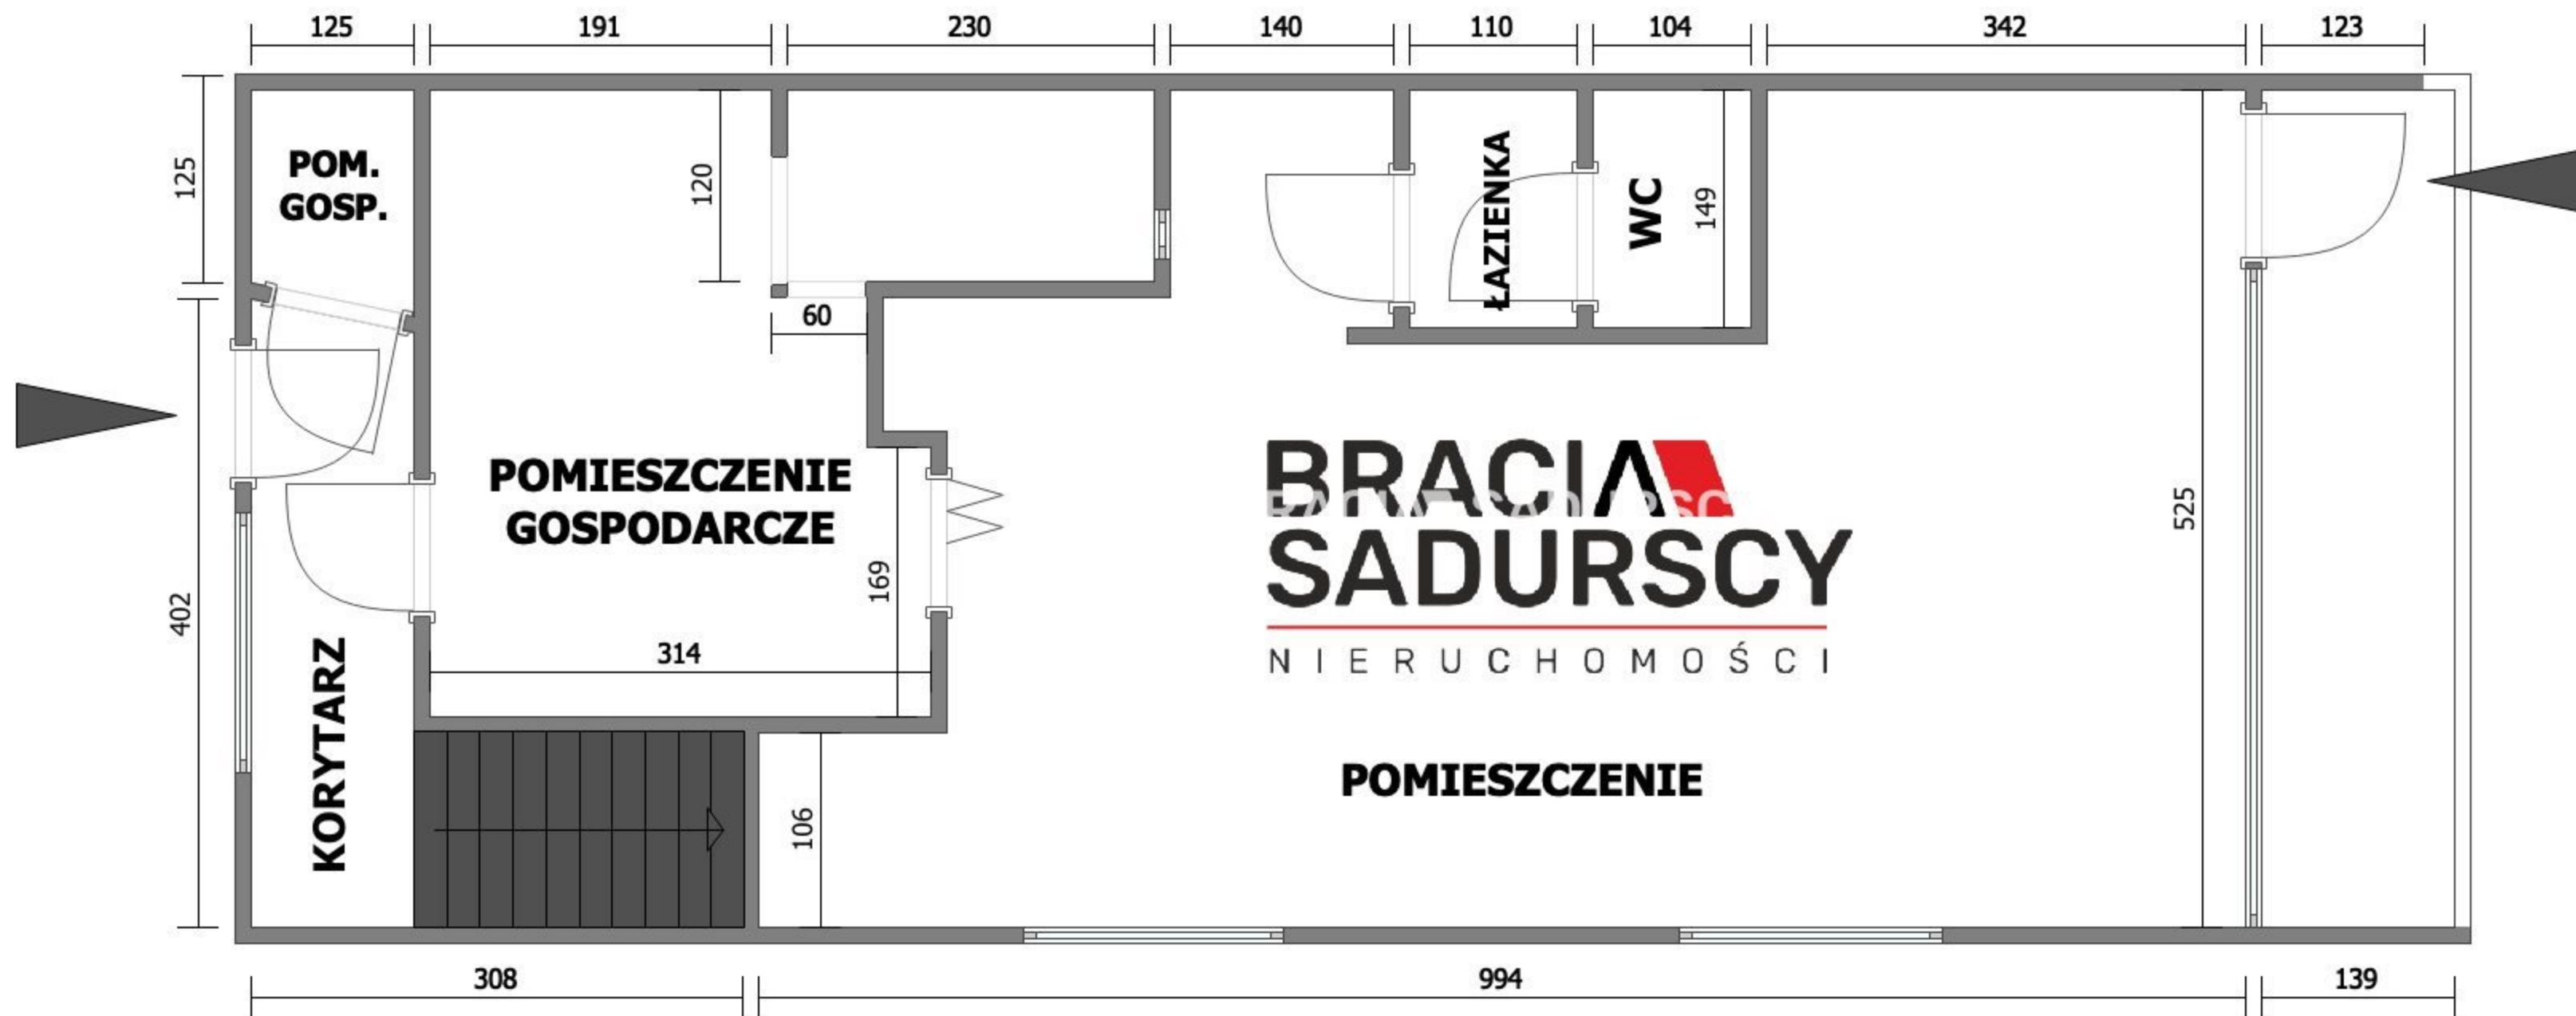 125 191 230 140 110 104 342 123
125
POM.
GOSP.
120
ŁAZIENKA
WC
149
60
POMIESZCZENIE
GOSPODARCZE
BRACIA
SADURSCY
NIERUCHOMOŚCI
525
169
402
314
KORYTARZ
106
POMIESZCZENIE
308 994 139